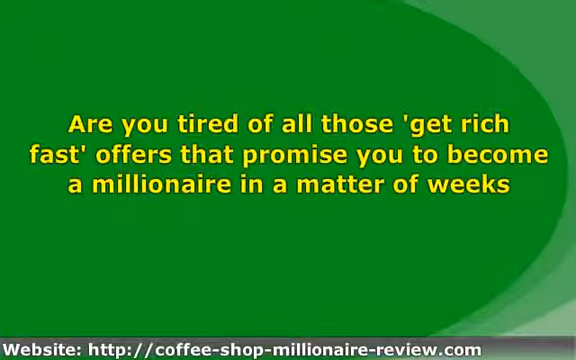 Are you tired of all those 'get rich
fast' offers that promise you to become
a millionaire in a matter of weeks
Website: http://coffee-shop-millionaire-review.com